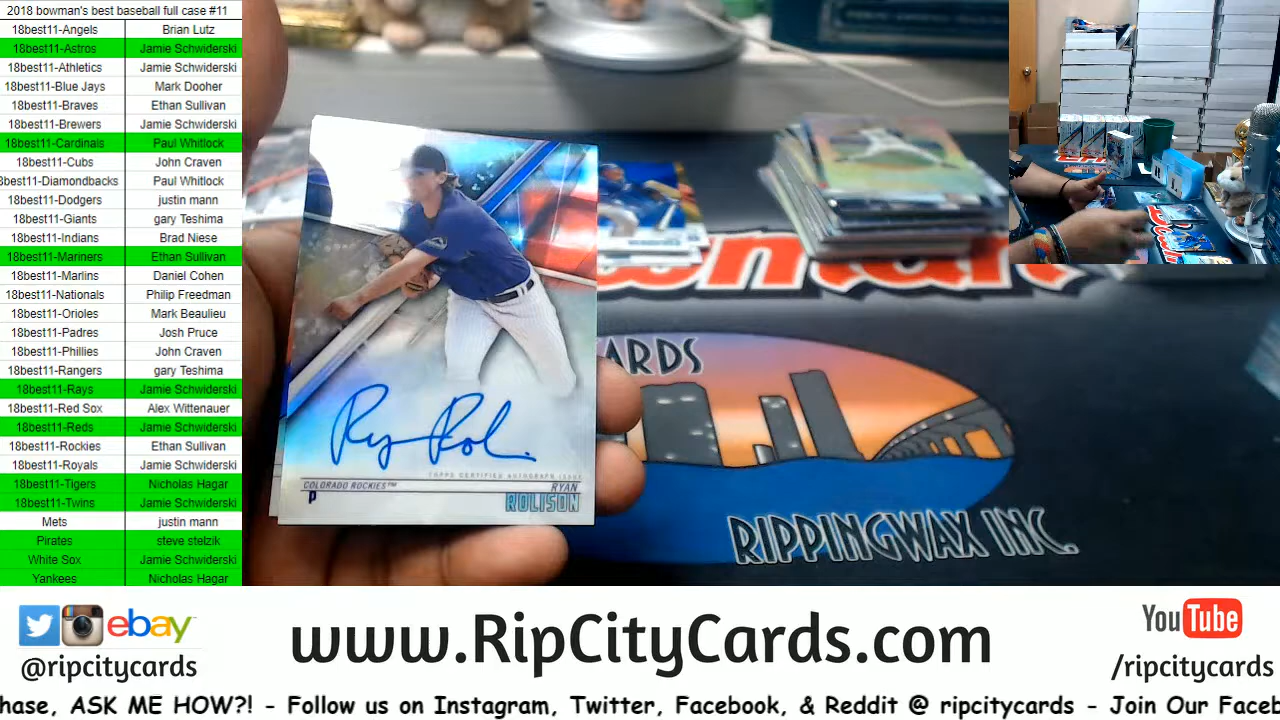 2018 bowman's best baseball full case #11
18best11-Angels Brian Lutz
18best11-Astros Jamie Schwiderski
18best11-Athletics Jamie Schwiderski
18best11-Blue Jays Mark Dooher
18best11-Braves Ethan Sullivan
18best11-Brewers Jamie Schwiderski
18best11-Cardinals Paul Whitlock
18best11-Cubs John Craven
8best11-Diamondbacks Paul Whitlock
18best11-Dodgers justin mann
18best11-Giants gary Teshima
18best11-Indians Brad Niese
18best11-Mariners Ethan Sullivan
18best11-Marlins Daniel Cohen
18best11-Nationals Philip Freedman
18best11-Orioles Mark Beaulieu
18best11-Padres Josh Pruce
18best11-Phillies John Craven
18best11-Rangers gary Teshima
18best11-Rays Jamie Schwiderski
18best11-Red Sox Alex Wittenauer
18best11-Reds Jamie Schwiderski
18best11-Rockies Ethan Sullivan
18best11-Royals Jamie Schwiderski
18best11-Tigers Nicholas Hagar
18best11-Twins Jamie Schwiderski
Mets justin mann
Pirates steve stelzik
White Sox Jamie Schwiderski
Yankees Nicholas Hagar
TOPPS CERTIFIED AUTOGRAPH ISSUE
COLORADO ROCKIES™ RYAN
P ROLISON
ARDS
RIPPINGWAX INC.
ebay
@ripcitycards
www.RipCityCards.com
YouTube
/ripcitycards
hase, ASK ME HOW?! - Follow us on Instagram, Twitter, Facebook, & Reddit @ ripcitycards - Join Our Faceb